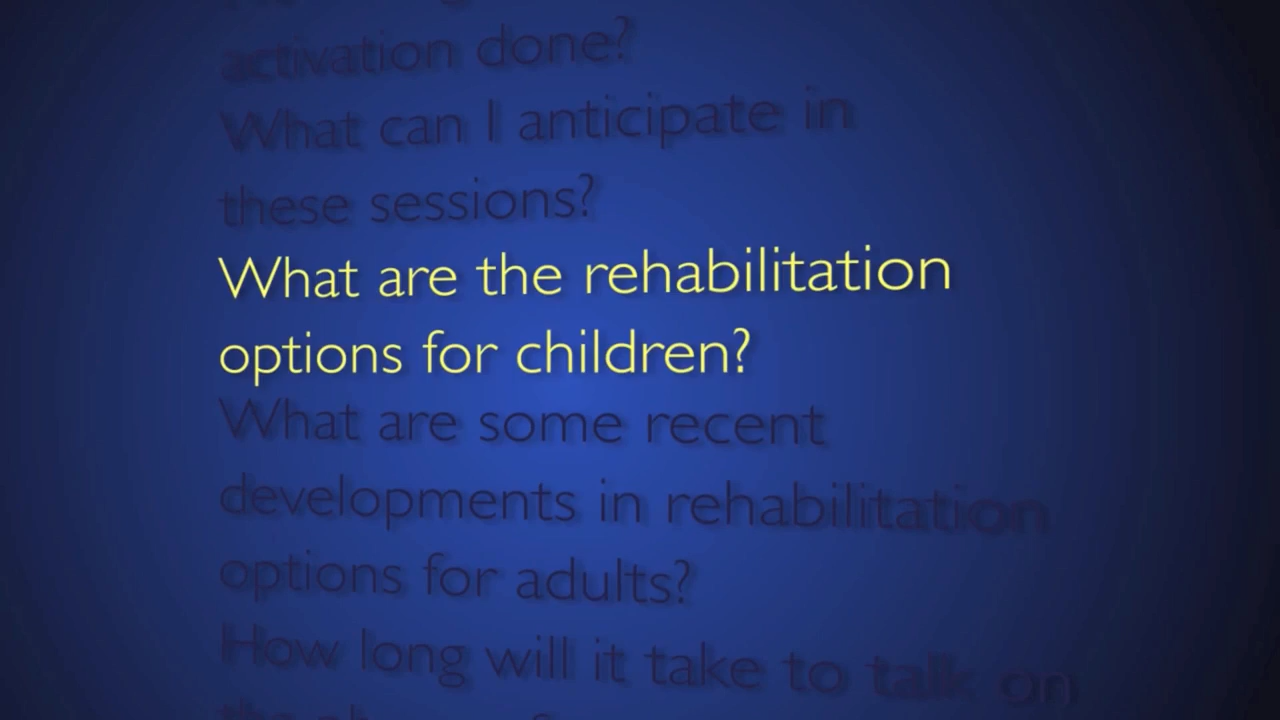 activation done?
What can I anticipate in
these sessions?
What are the rehabilitation
options for children?
What are some recent
developments in rehabilitation
options for adults?
How long will it take to talk on